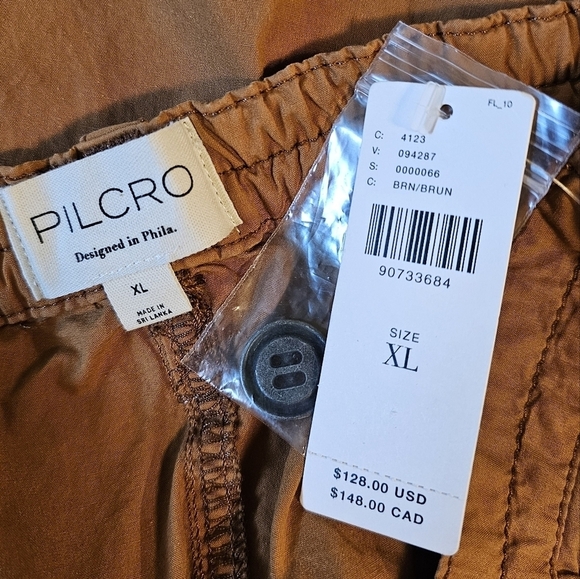 PILCRO
Designed in Phila.
XL
MADE IN
SRI LANKA
FL_10
C: 4123
V: 094287
S: 0000066
C: BRN/BRUN
90733684
SIZE
XL
$128.00 USD
$148.00 CAD